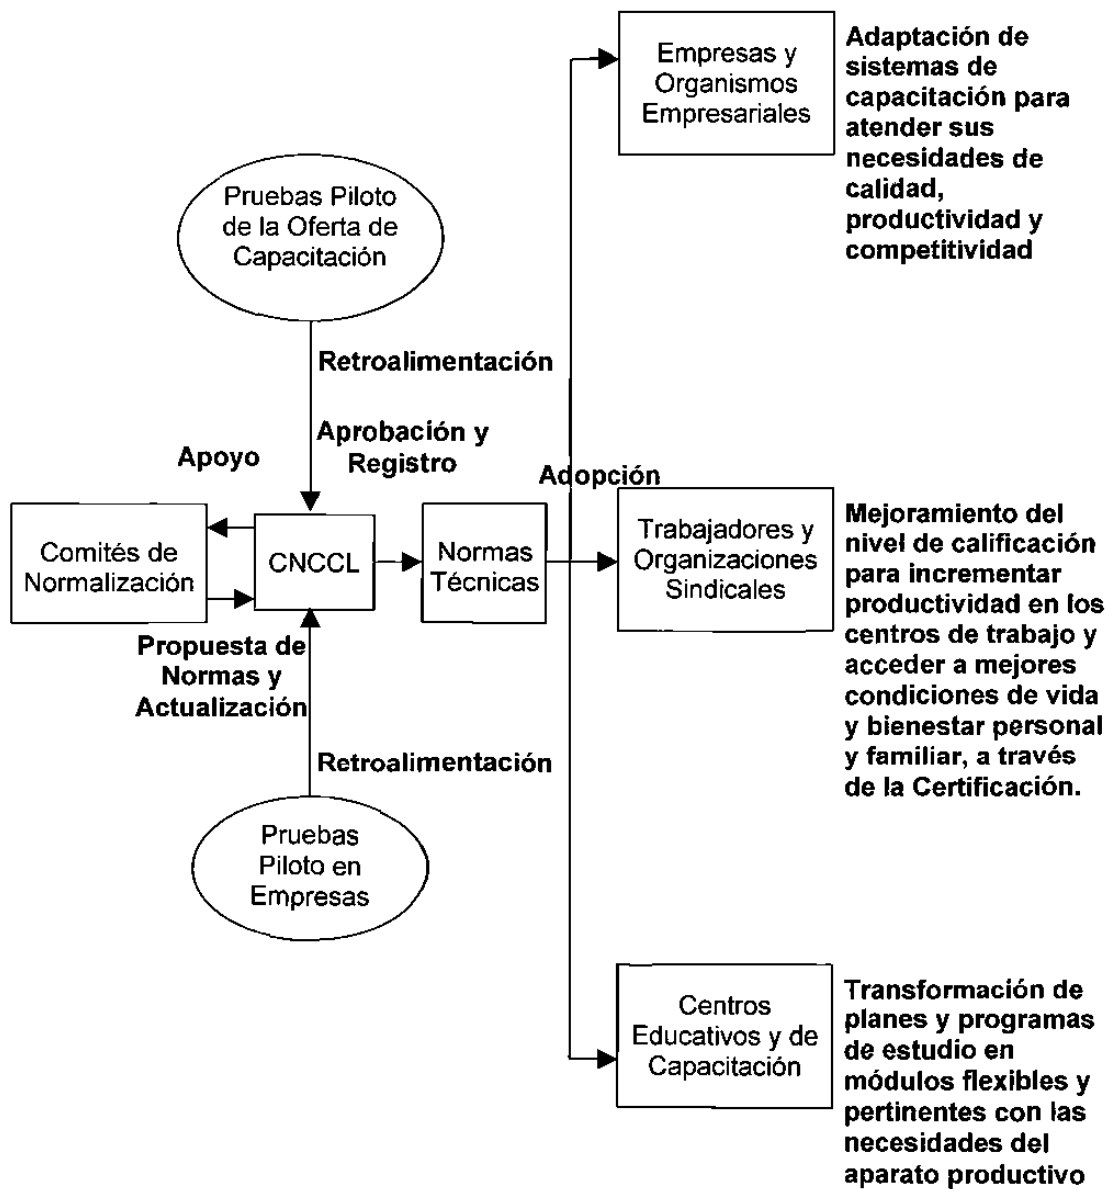 Empresas y
Organismos
Empresariales
Adaptación de
sistemas de
capacitación para
atender sus
necesidades de
calidad,
productividad y
competitividad
Pruebas Piloto
de la Oferta de
Capacitación
Retroalimentación
Aprobación y
Registro
Apoyo
Adopción
Comités de
Normalización
CNCCL
Normas
Técnicas
Trabajadores y
Organizaciones
Sindicales
Mejoramiento del
nivel de calificación
para incrementar
productividad en los
centros de trabajo y
acceder a mejores
condiciones de vida
y bienestar personal
y familiar, a través
de la Certificación.
Propuesta de
Normas y
Actualización
Retroalimentación
Pruebas
Piloto en
Empresas
Centros
Educativos y de
Capacitación
Transformación de
planes y programas
de estudio en
módulos flexibles y
pertinentes con las
necesidades del
aparato productivo